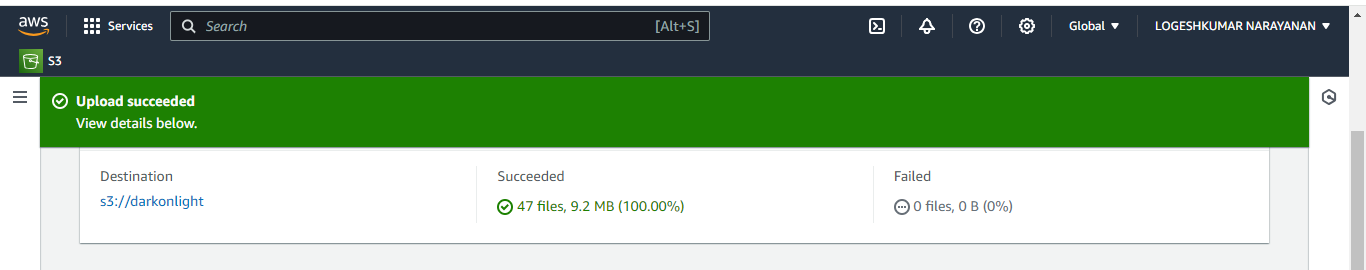 aws Services Search [Alt+S] Global LOGESHKUMAR NARAYANAN
S3
Upload succeeded
View details below.
Destination Succeeded Failed
s3://darkonlight 47 files, 9.2 MB (100.00%) 0 files, 0 B (0%)